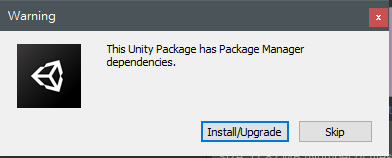 Warning
This Unity Package has Package Manager
dependencies.
Install/Upgrade
Skip